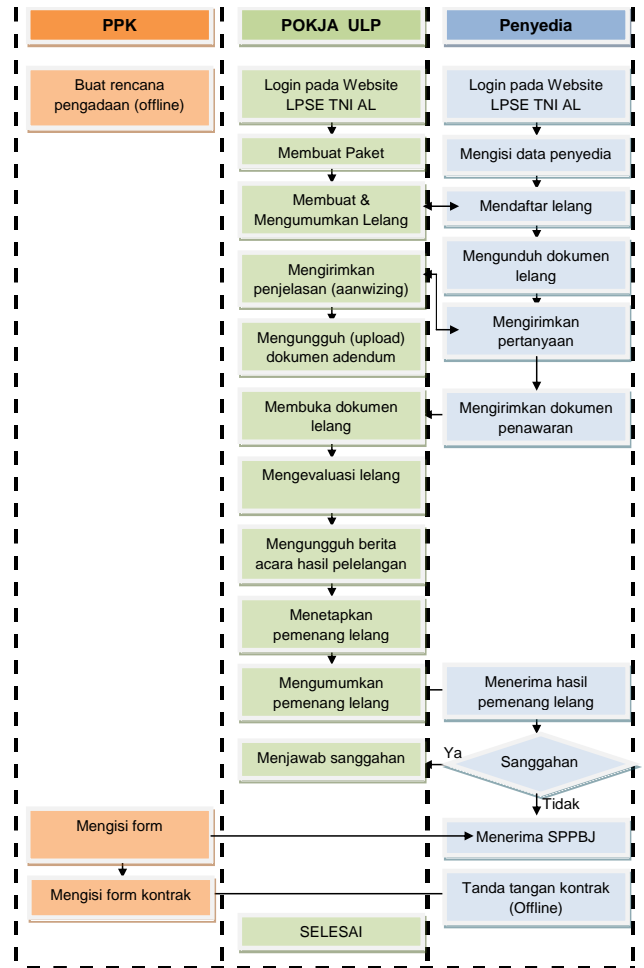 PPK
POKJA ULP
Penyedia
Buat rencana
pengadaan (offline)
Login pada Website
LPSE TNI AL
Login pada Website
LPSE TNI AL
Membuat Paket
Mengisi data penyedia
Membuat &
Mengumumkan Lelang
Mendaftar lelang
Mengunduh dokumen
lelang
Mengirimkan
penjelasan (aanwizing)
Mengirimkan
pertanyaan
Mengungguh (upload)
dokumen adendum
Membuka dokumen
lelang
Mengirimkan dokumen
penawaran
Mengevaluasi lelang
Mengungguh berita
acara hasil pelelangan
Menetapkan
pemenang lelang
Mengumumkan
pemenang lelang
Menerima hasil
pemenang lelang
Menjawab sanggahan
Ya
Sanggahan
Tidak
Mengisi form
Menerima SPPBJ
Mengisi form kontrak
Tanda tangan kontrak
(Offline)
SELESAI